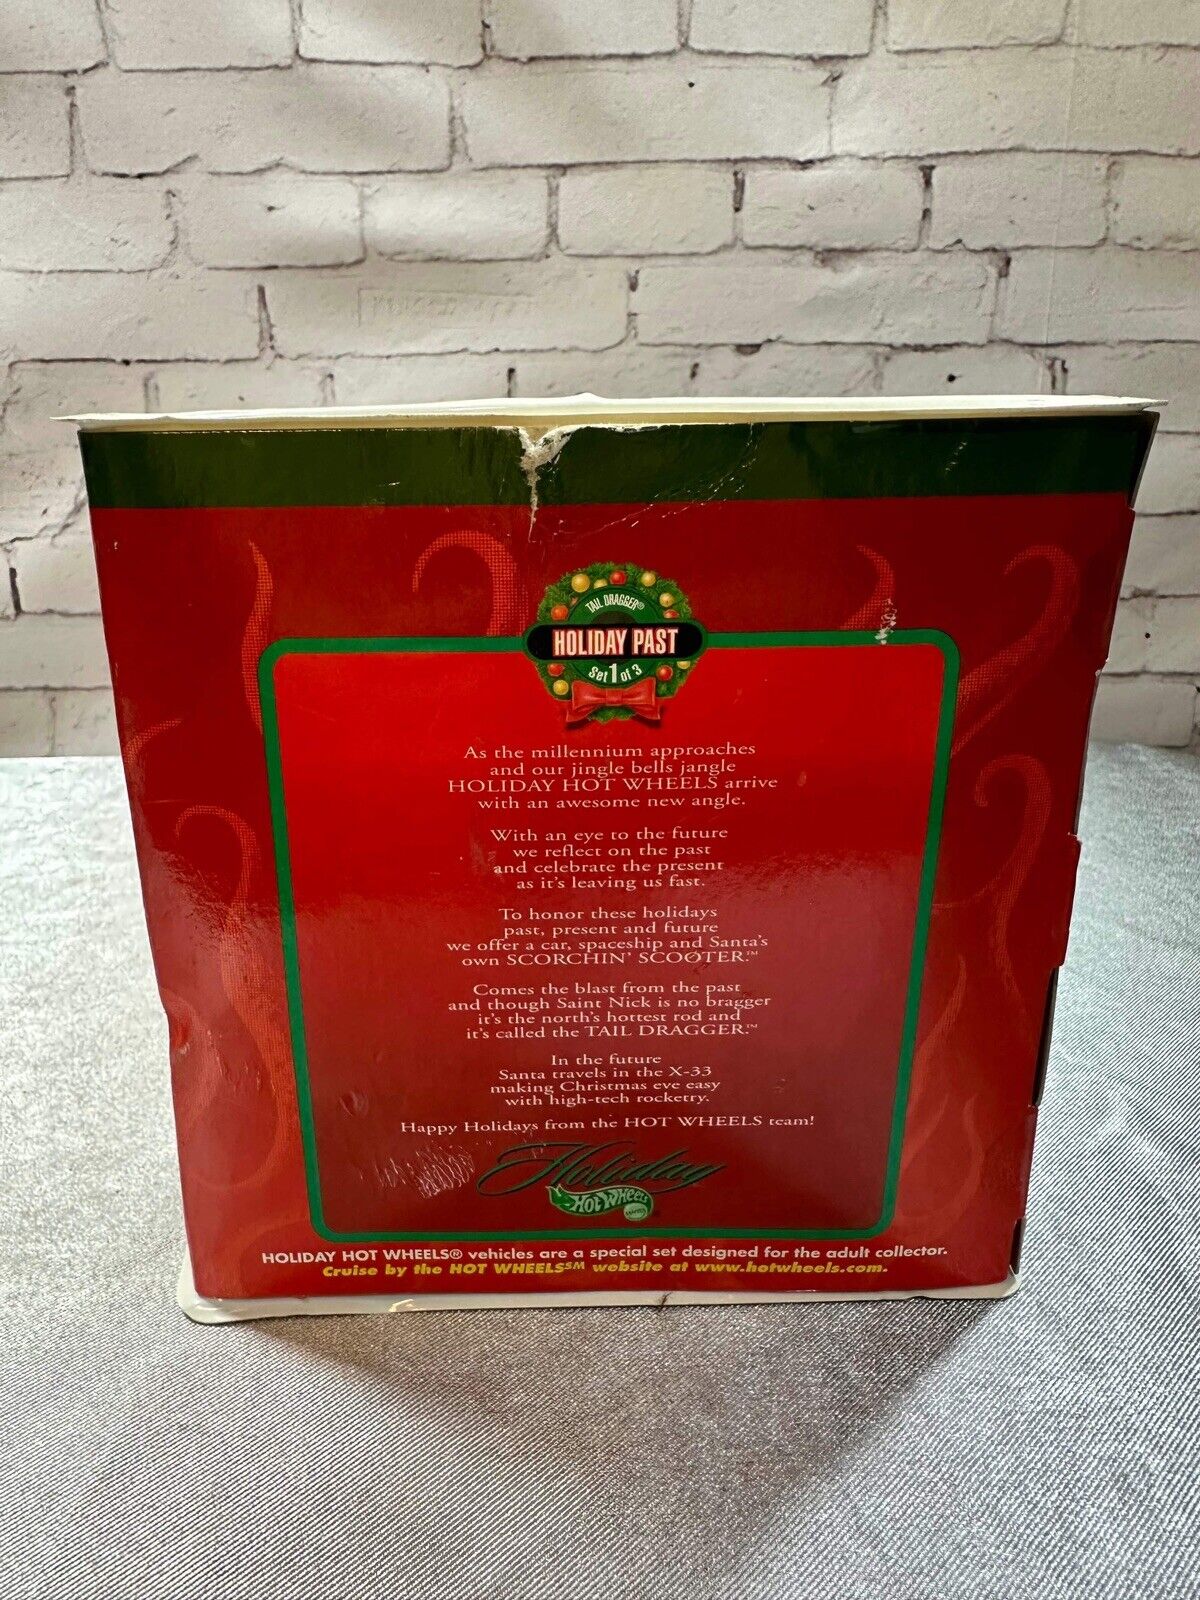 TAIL DRAGGER®
HOLIDAY PAST
Set 1 of 3
As the millennium approaches
and our jingle bells jangle
HOLIDAY HOT WHEELS arrive
with an awesome new angle.
With an eye to the future
we reflect on the past
and celebrate the present
as it's leaving us fast.
To honor these holidays
past, present and future
we offer a car, spaceship and Santa's
own SCORCHIN' SCOOTER.™
Comes the blast from the past
and though Saint Nick is no bragger
it's the north's hottest rod and
it's called the TAIL DRAGGER.™
In the future
Santa travels in the X-33
making Christmas eve easy
with high-tech rocketry.
Happy Holidays from the HOT WHEELS team!
Holiday
HOT WHEELS
HOLIDAY HOT WHEELS® vehicles are a special set designed for the adult collector.
Cruise by the HOT WHEELS℠ website at www.hotwheels.com.